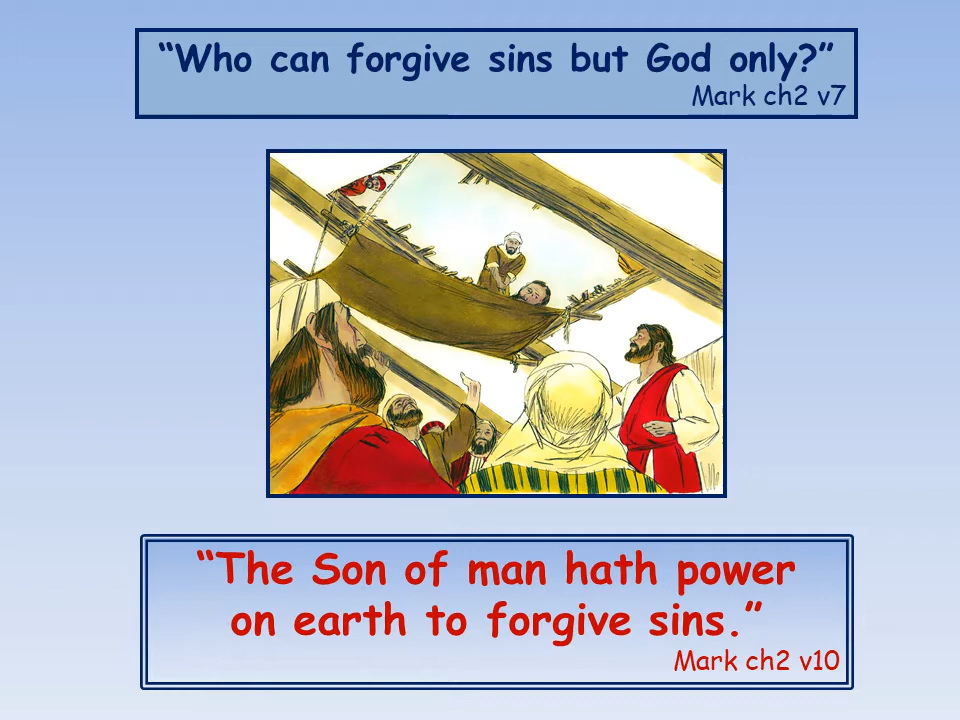 “Who can forgive sins but God only?”
Mark ch2 v7
“The Son of man hath power
on earth to forgive sins.”
Mark ch2 v10